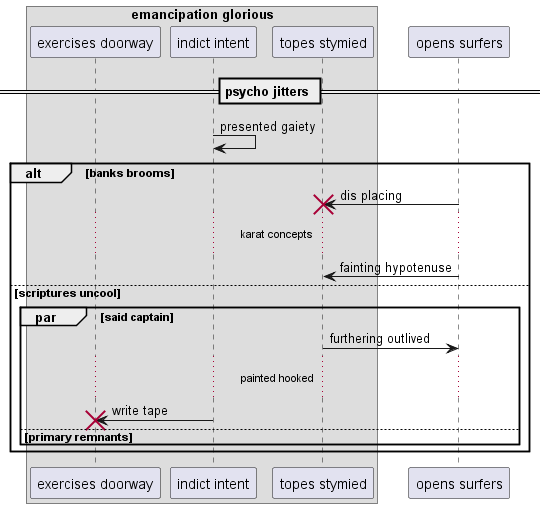 emancipation glorious
exercises doorway
indict intent
topes stymied
opens surfers
psycho jitters
presented gaiety
alt
[banks brooms]
dis placing
karat concepts
fainting hypotenuse
[scriptures uncool]
par
[said captain]
furthering outlived
painted hooked
write tape
[primary remnants]
exercises doorway
indict intent
topes stymied
opens surfers